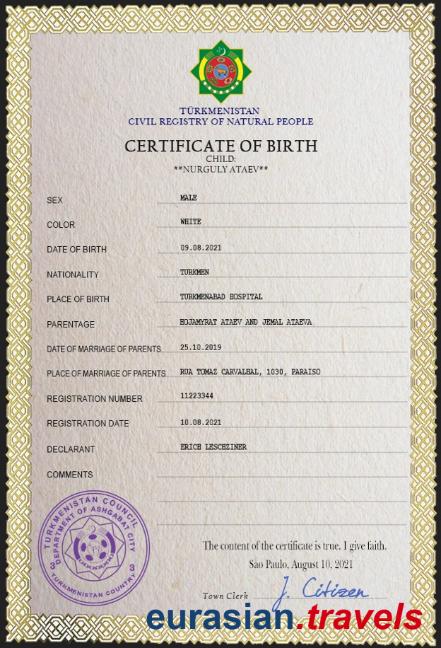 TÜRKMENISTAN
CIVIL REGISTRY OF NATURAL PEOPLE
CERTIFICATE OF BIRTH
CHILD:
**NURGULY ATAEV**
SEX MALE
COLOR WHITE
DATE OF BIRTH 09.08.2021
NATIONALITY TURKMEN
PLACE OF BIRTH TURKMENABAD HOSPITAL
PARENTAGE HOJAMYRAT ATAEV AND JEMAL ATAEVA
DATE OF MARRIAGE OF PARENTS 25.10.2019
PLACE OF MARRIAGE OF PARENTS RUA TOMAZ CARVALHAL, 1030, PARAISO
REGISTRATION NUMBER 11223344
REGISTRATION DATE 10.08.2021
DECLARANT ERICH LESCHZINER
COMMENTS
TURKMENISTAN COUNCIL
DEPARTMENT OF ASHGABAT CITY
3 3
TURKMENISTAN COUNTRY
The content of the certificate is true. I give faith.
Sao Paulo, August 10, 2021
Town Clerk J. Citizen
eurasian.travels